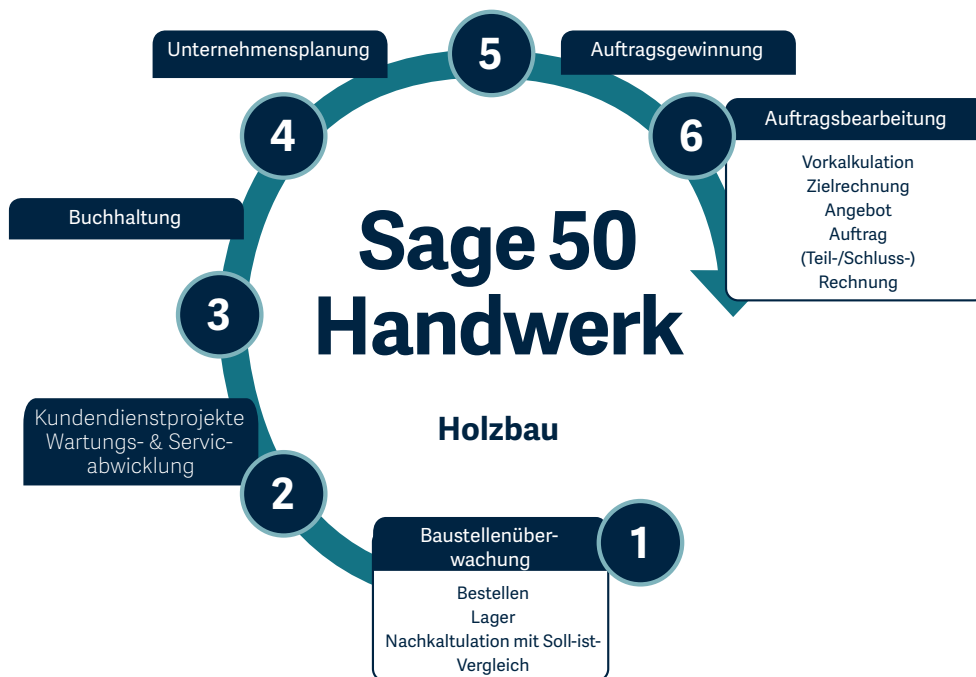 5
Unternehmensplanung
Auftragsgewinnung
4
6
Auftragsbearbeitung
Vorkalkulation
Zielrechnung
Angebot
Auftrag
(Teil-/Schluss-)
Rechnung
Buchhaltung
Sage 50
Handwerk
3
Holzbau
Kundendienstprojekte
Wartungs- & Servic-
abwicklung
2
1
Baustellenüber-
wachung
Bestellen
Lager
Nachkaltulation mit Soll-ist-
Vergleich